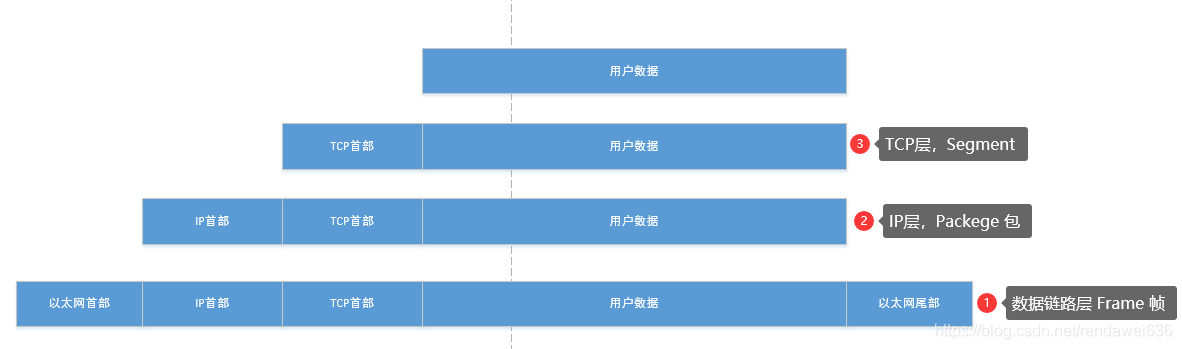 用户数据
TCP首部 用户数据 3 TCP层，Segment
IP首部 TCP首部 用户数据 2 IP层，Packege 包
以太网首部 IP首部 TCP首部 用户数据 以太网尾部 1 数据链路层 Frame 帧
https://blog.csdn.net/rendawei636